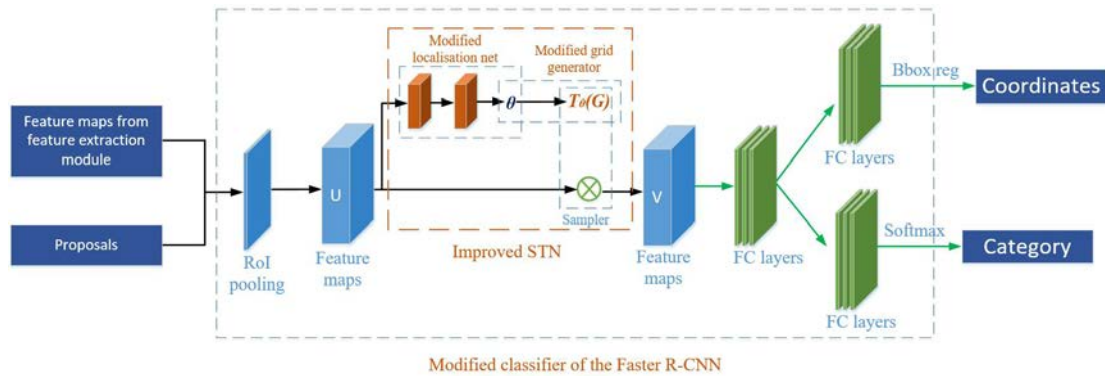 Feature maps from
feature extraction
module
Proposals
RoI
pooling
U
Feature
maps
Modified
localisation net
Modified grid
generator
θ
Tθ(G)
Sampler
Improved STN
V
Feature
maps
FC layers
Bbox reg
FC layers
Coordinates
Softmax
FC layers
Category
Modified classifier of the Faster R-CNN